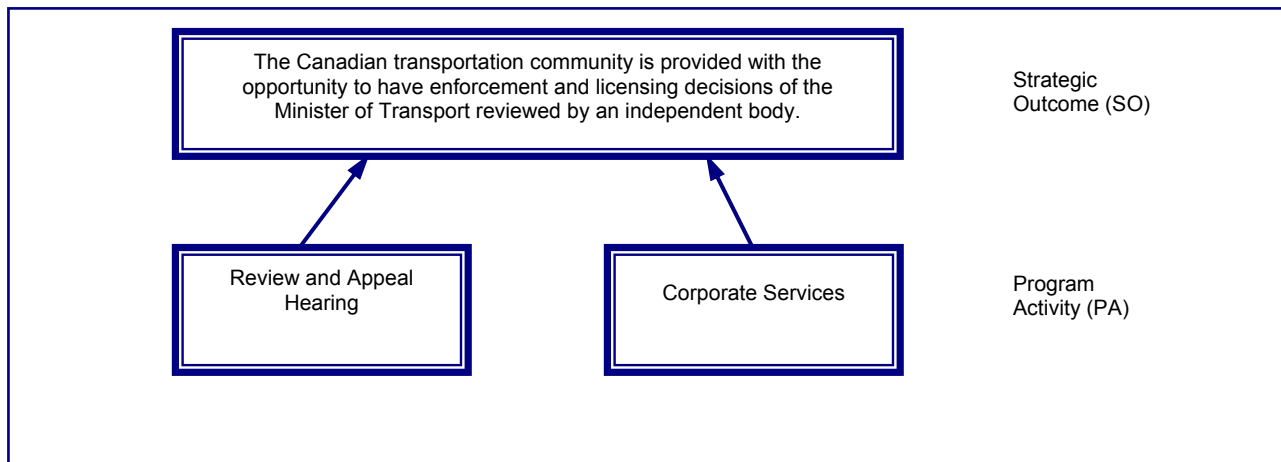 The Canadian transportation community is provided with the
opportunity to have enforcement and licensing decisions of the
Minister of Transport reviewed by an independent body.
Strategic
Outcome (SO)
Review and Appeal
Hearing
Corporate Services
Program
Activity (PA)